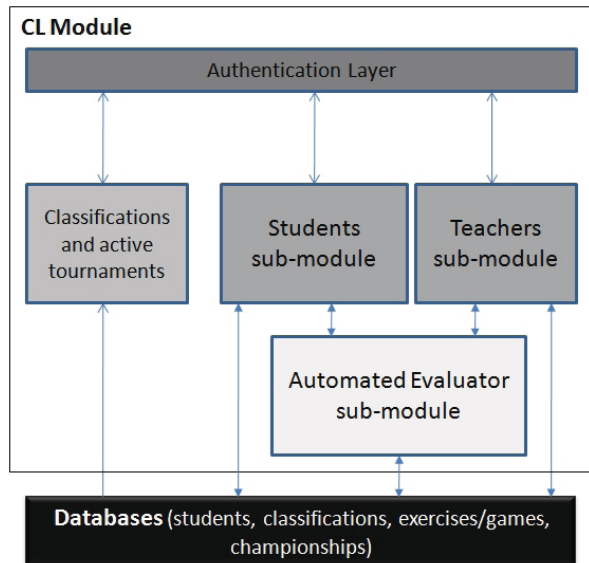 CL Module
Authentication Layer
Classifications
and active
tournaments
Students
sub-module
Teachers
sub-module
Automated Evaluator
sub-module
Databases (students, classifications, exercises/games,
championships)